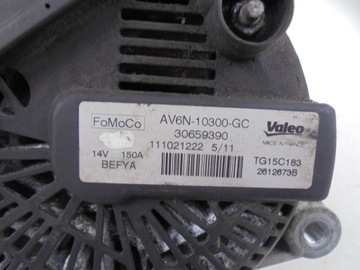 FoMoCo AV6N-10300-GC Valeo
30659390 MADE IN FRANCE
14V 150A 111021222 5/11 TG15C183
BEFYA 2612673B